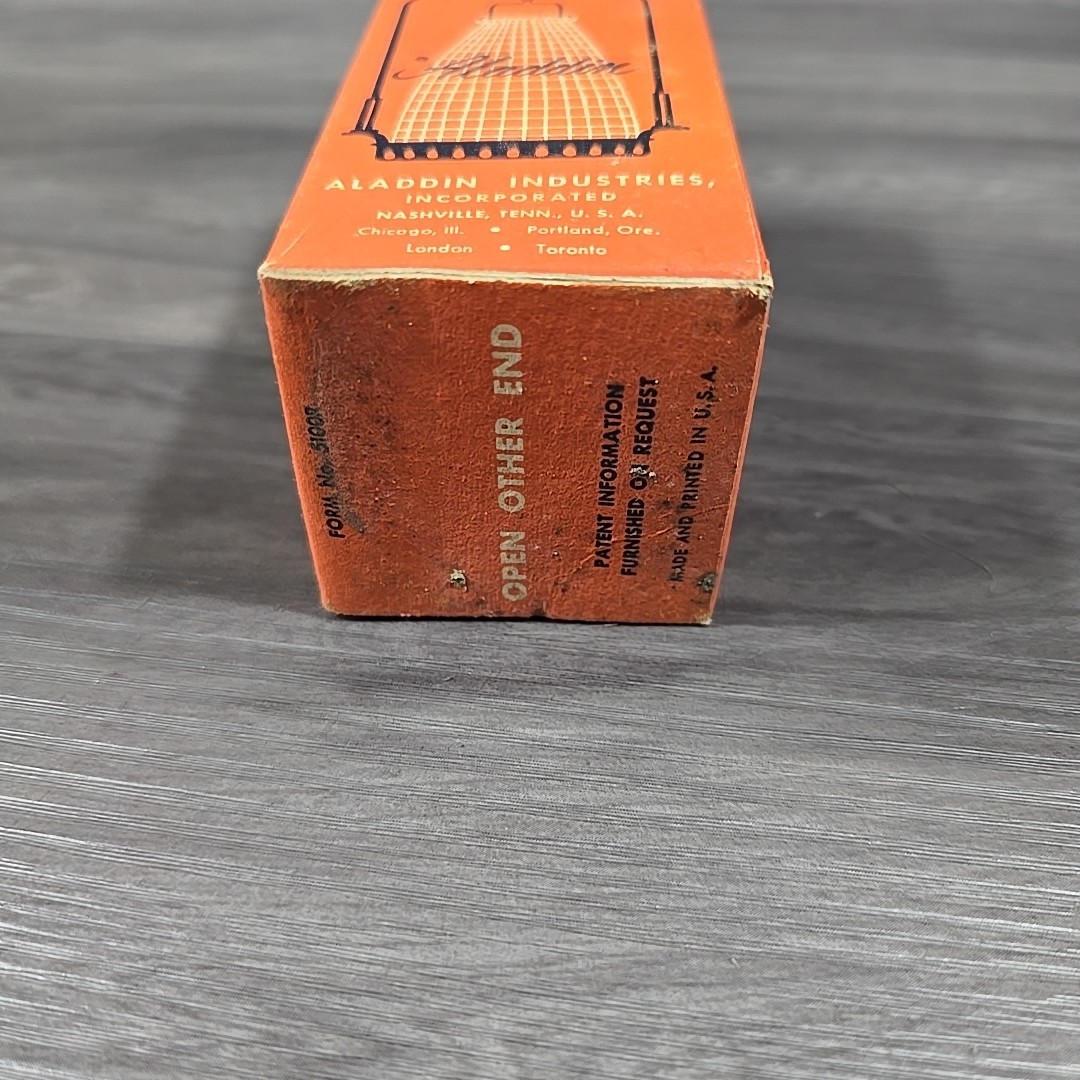 Aladdin
ALADDIN INDUSTRIES,
INCORPORATED
NASHVILLE, TENN., U. S. A.
Chicago, Ill. • Portland, Ore.
London • Toronto
FORM No. 5100R
OPEN OTHER END
PATENT INFORMATION
FURNISHED ON REQUEST
MADE AND PRINTED IN U.S.A.